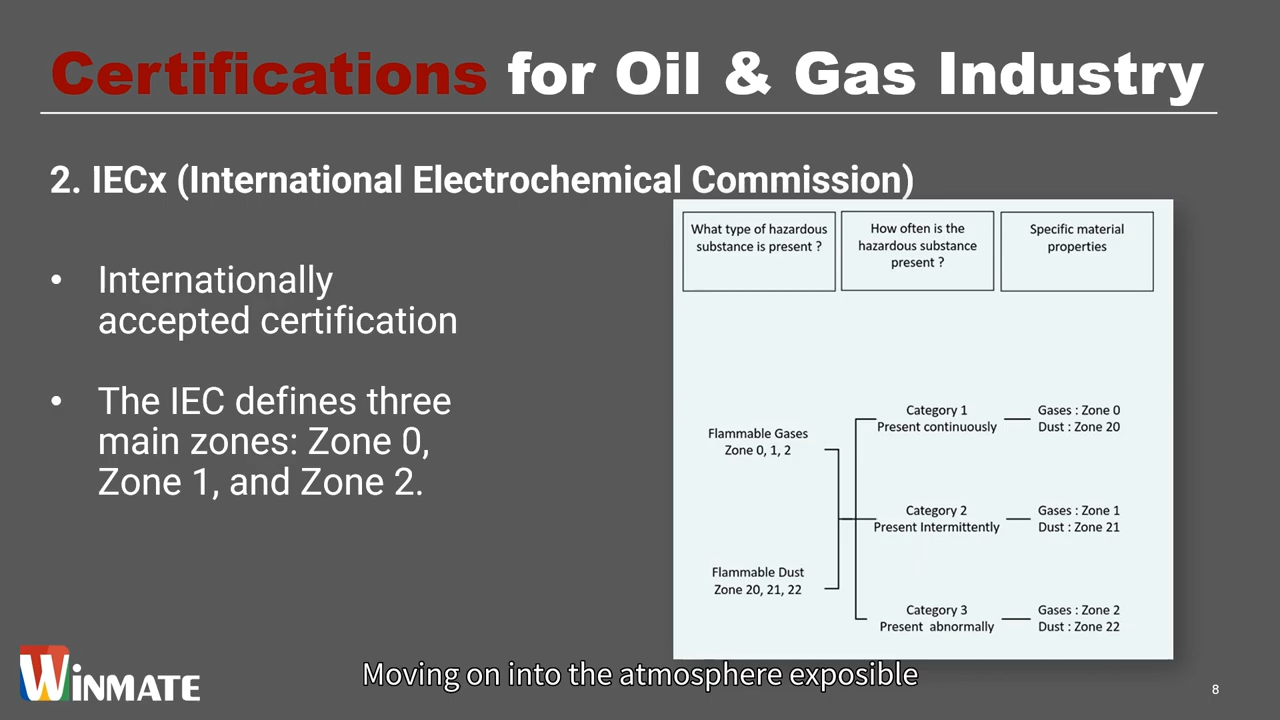 Certifications for Oil & Gas Industry
2. IECx (International Electrochemical Commission)
• Internationally
accepted certification
• The IEC defines three
main zones: Zone 0,
Zone 1, and Zone 2.
What type of hazardous
substance is present ?
How often is the
hazardous substance
present ?
Specific material
properties
Flammable Gases
Zone 0, 1, 2
Flammable Dust
Zone 20, 21, 22
Category 1
Present continuously
Gases : Zone 0
Dust : Zone 20
Category 2
Present Intermittently
Gases : Zone 1
Dust : Zone 21
Category 3
Present abnormally
Gases : Zone 2
Dust : Zone 22
WINMATE
Moving on into the atmosphere exposible
8